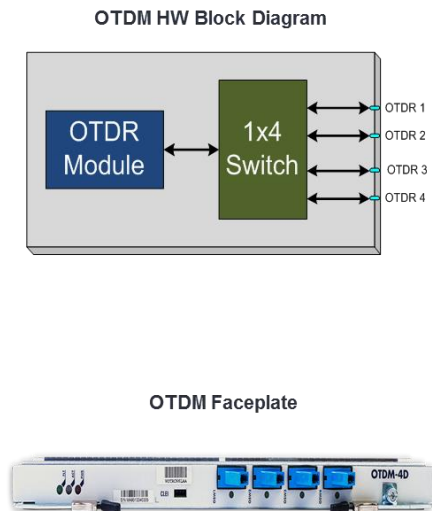 OTDM HW Block Diagram
OTDR
Module
1x4
Switch
OTDR 1
OTDR 2
OTDR 3
OTDR 4
OTDM Faceplate
OTDM-4D
CLEI